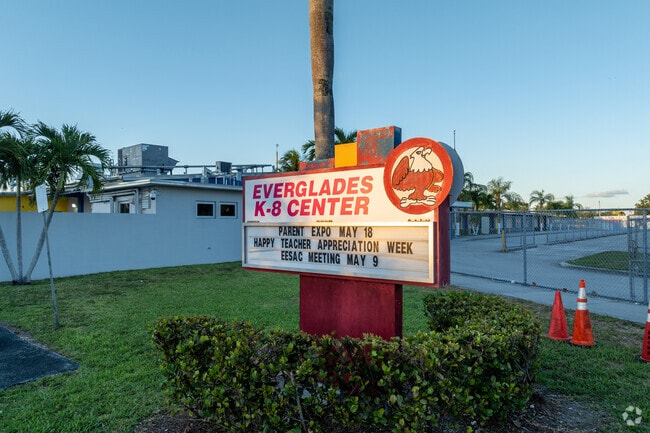 EVERGLADES
K-8 CENTER
PARENT EXPO MAY 18
HAPPY TEACHER APPRECIATION WEEK
EESAC MEETING MAY 9